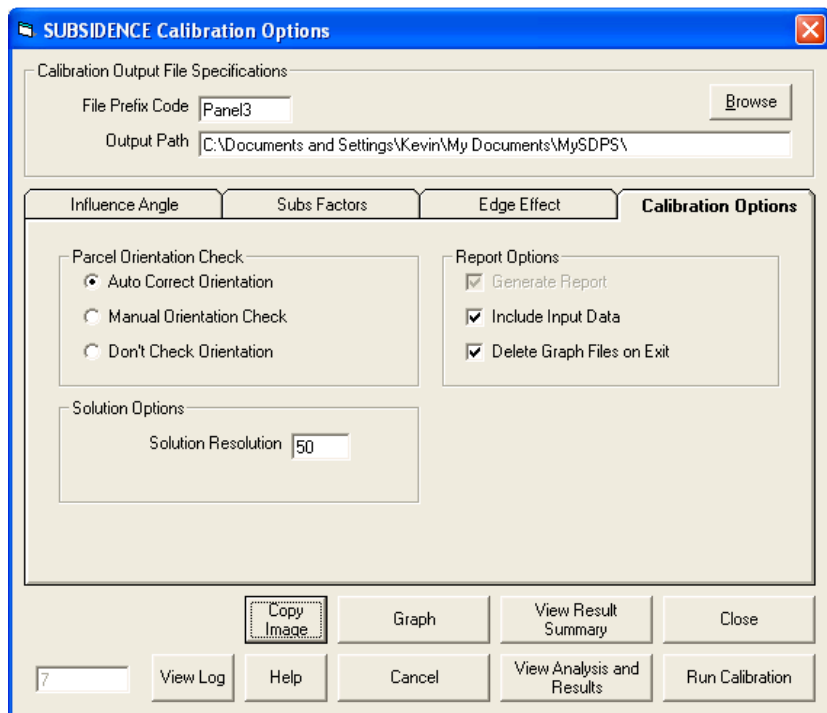 SUBSIDENCE Calibration Options
Calibration Output File Specifications
File Prefix Code Panel3
Browse
Output Path C:\Documents and Settings\Kevin\My Documents\MySDPS\
Influence Angle Subs Factors Edge Effect Calibration Options
Parcel Orientation Check
Auto Correct Orientation
Manual Orientation Check
Don't Check Orientation
Report Options
Generate Report
Include Input Data
Delete Graph Files on Exit
Solution Options
Solution Resolution 50
Copy Image
Graph
View Result Summary
Close
7
View Log
Help
Cancel
View Analysis and Results
Run Calibration